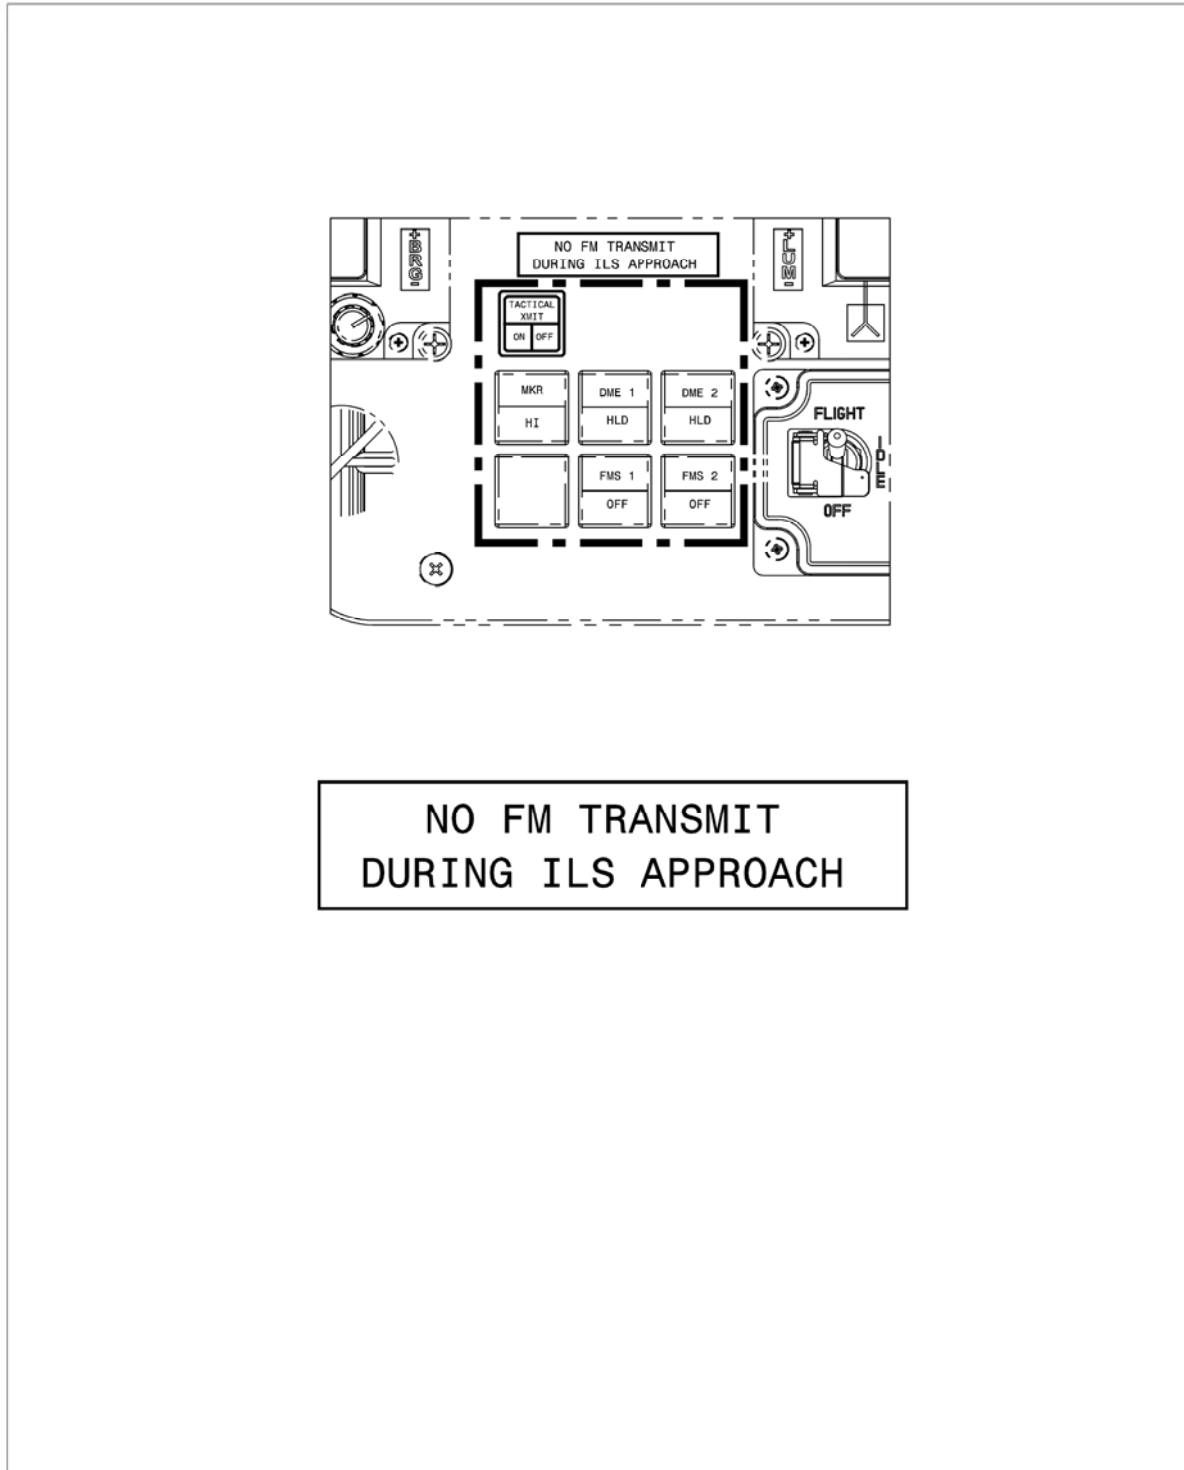 NO FM TRANSMIT
DURING ILS APPROACH
+BRG-
+LUM-
TACTICAL
XMIT
ON OFF
MKR
HI
DME 1
HLD
DME 2
HLD
FMS 1
OFF
FMS 2
OFF
FLIGHT
IDLE
OFF
NO FM TRANSMIT
DURING ILS APPROACH